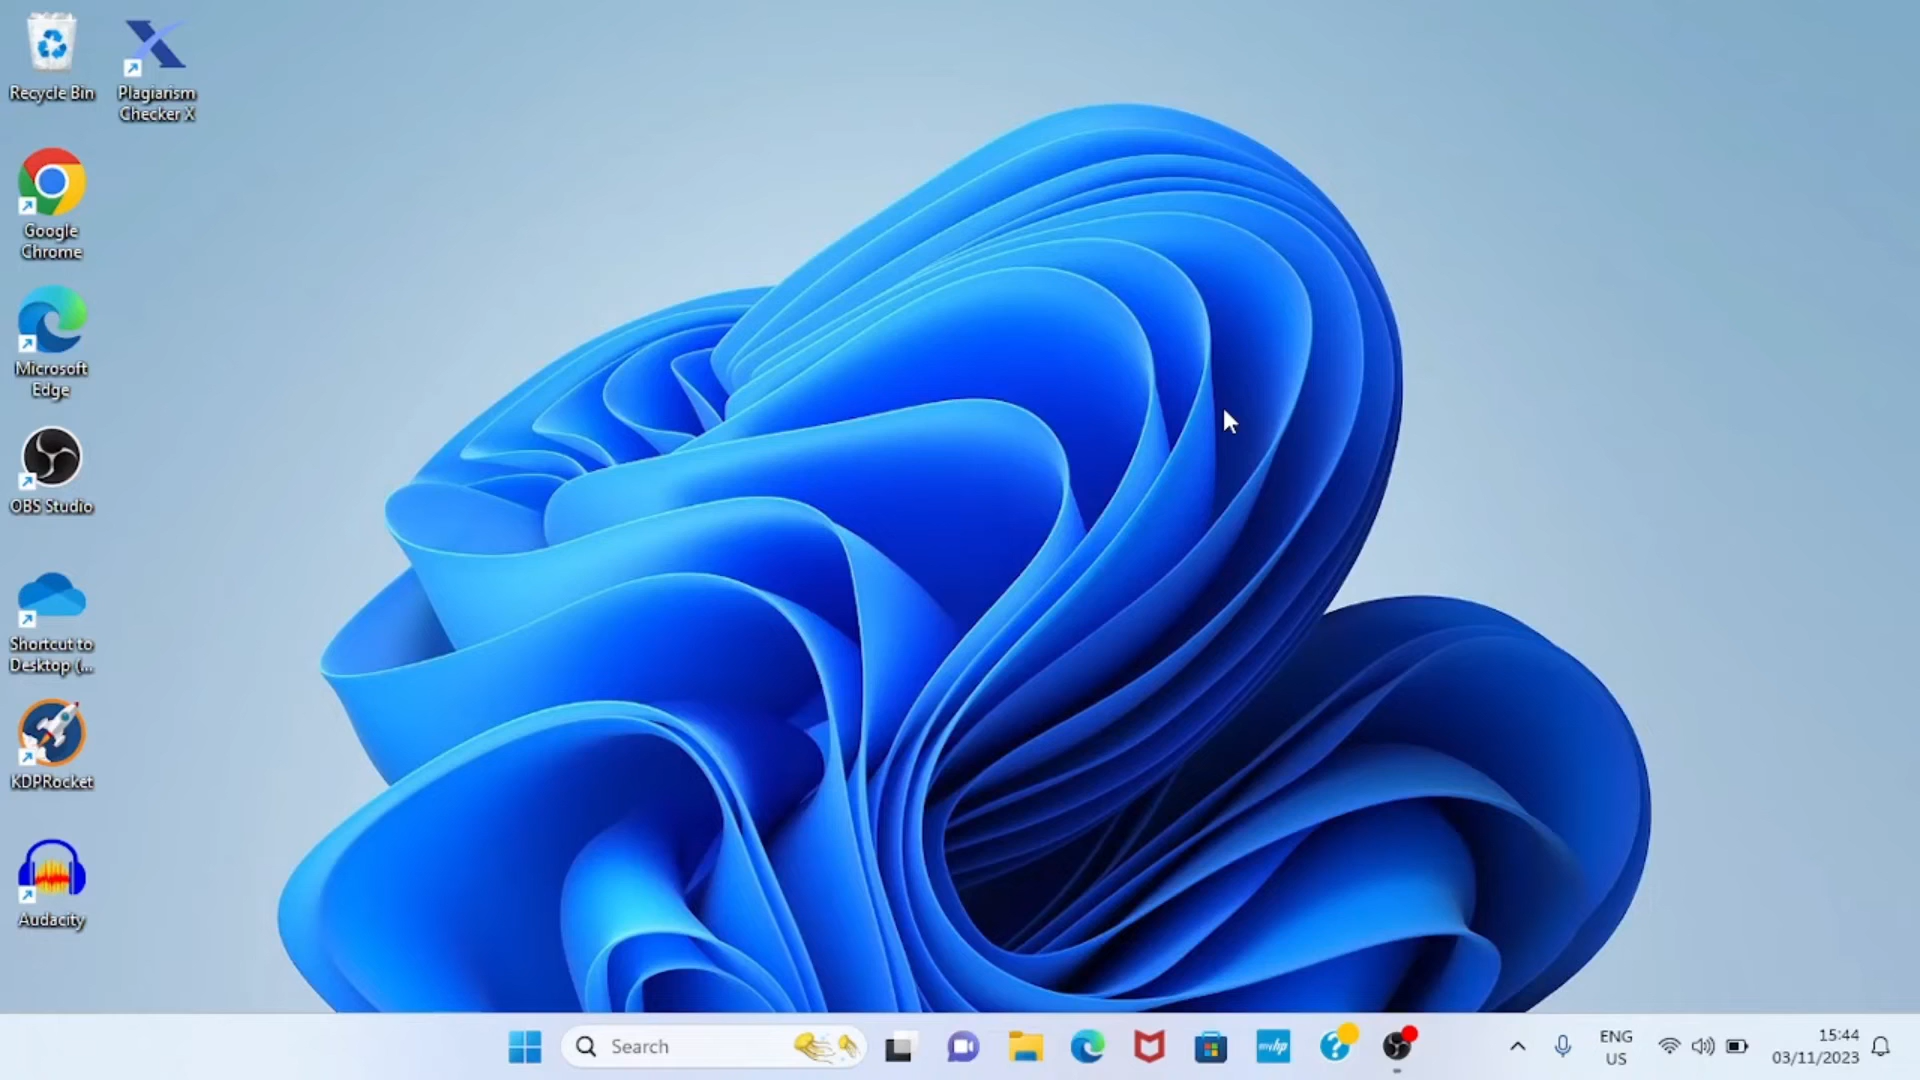 Recycle Bin
Plagiarism
Checker X
Google
Chrome
Microsoft
Edge
OBS Studio
Shortcut to
Desktop (...
KDPRocket
Audacity
Search
myhp
?
ENG
US
15:44
03/11/2023